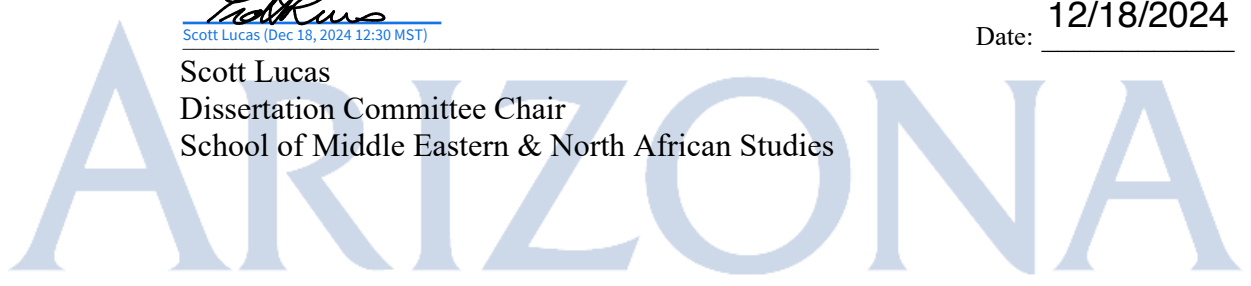 12/18/2024
Scott Lucas (Dec 18, 2024 12:30 MST)
Date:
Scott Lucas
Dissertation Committee Chair
School of Middle Eastern & North African Studies
ARIZONA